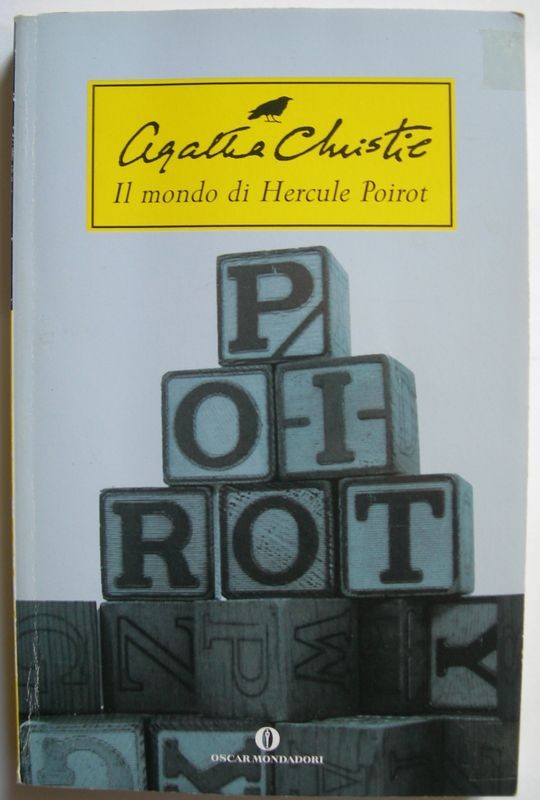 Agatha Christie
Il mondo di Hercule Poirot
P
O I
R O T
G Z P W Y
OSCAR MONDADORI